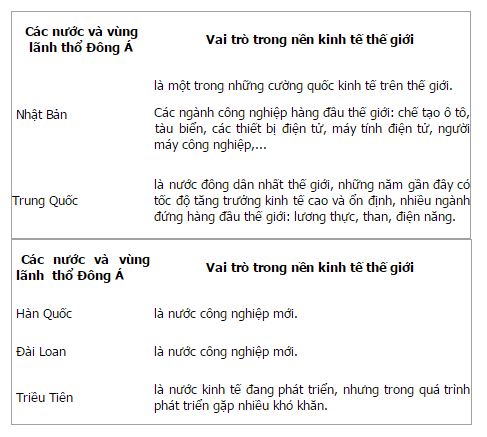 Các nước và vùng
lãnh thổ Đông Á
Vai trò trong nền kinh tế thế giới
Nhật Bản
là một trong những cường quốc kinh tế trên thế giới.
Các ngành công nghiệp hàng đầu thế giới: chế tạo ô tô,
tàu biển, các thiết bị điện tử, máy tính điện tử, người
máy công nghiệp,...
Trung Quốc
là nước đông dân nhất thế giới, những năm gần đây có
tốc độ tăng trưởng kinh tế cao và ổn định, nhiều ngành
đứng hàng đầu thế giới: lương thực, than, điện năng.
Các nước và vùng
lãnh thổ Đông Á
Vai trò trong nền kinh tế thế giới
Hàn Quốc
là nước công nghiệp mới.
Đài Loan
là nước công nghiệp mới.
Triều Tiên
là nước kinh tế đang phát triển, nhưng trong quá trình
phát triển gặp nhiều khó khăn.